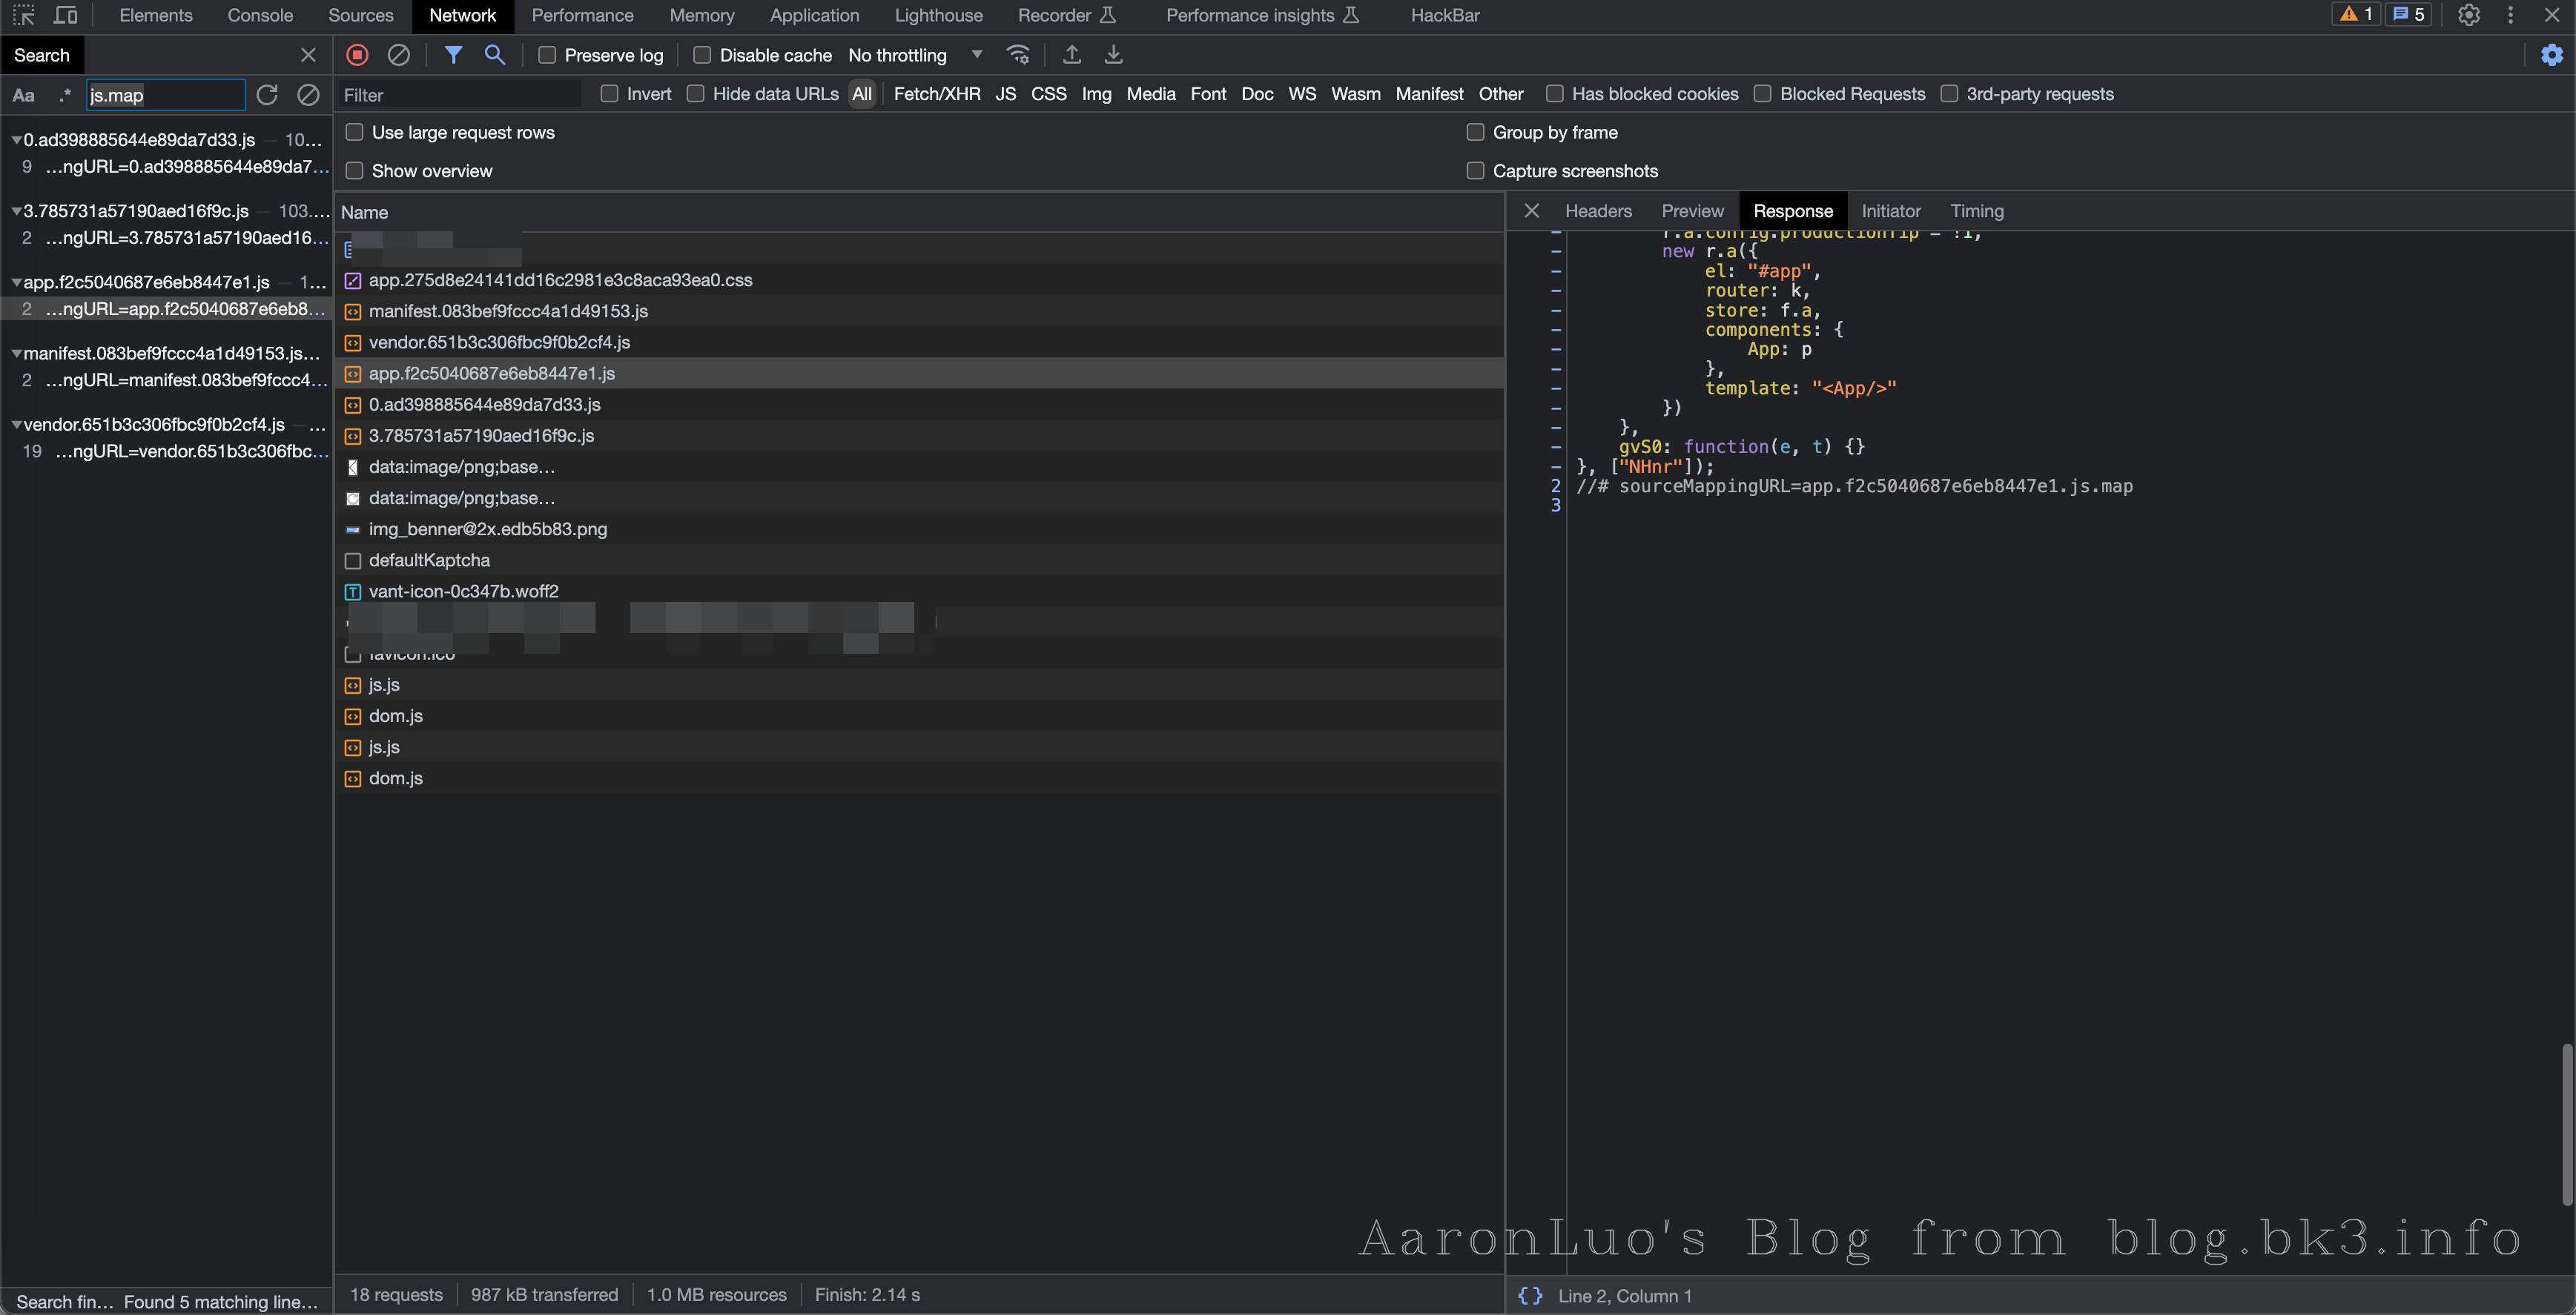 Elements Console Sources Network Performance Memory Application Lighthouse Recorder Performance insights HackBar 1 5
Search
Preserve log Disable cache No throttling
Aa .* js.map
Filter Invert Hide data URLs All Fetch/XHR JS CSS Img Media Font Doc WS Wasm Manifest Other Has blocked cookies Blocked Requests 3rd-party requests
Use large request rows Group by frame
Show overview Capture screenshots
0.ad398885644e89da7d33.js — 10…
9 …ngURL=0.ad398885644e89da7…
3.785731a57190aed16f9c.js — 103.…
2 …ngURL=3.785731a57190aed16…
app.f2c5040687e6eb8447e1.js — 1…
2 …ngURL=app.f2c5040687e6eb8…
manifest.083bef9fccc4a1d49153.js…
2 …ngURL=manifest.083bef9fccc4…
vendor.651b3c306fbc9f0b2cf4.js — …
19 …ngURL=vendor.651b3c306fbc…
Search fin… Found 5 matching line…
Name
app.275d8e24141dd16c2981e3c8aca93ea0.css
manifest.083bef9fccc4a1d49153.js
vendor.651b3c306fbc9f0b2cf4.js
app.f2c5040687e6eb8447e1.js
0.ad398885644e89da7d33.js
3.785731a57190aed16f9c.js
data:image/png;base…
data:image/png;base…
img_benner@2x.edb5b83.png
defaultKaptcha
vant-icon-0c347b.woff2
favicon.ico
js.js
dom.js
js.js
dom.js
18 requests 987 kB transferred 1.0 MB resources Finish: 2.14 s
Headers Preview Response Initiator Timing
r.a.config.productionTip = !1,
new r.a({
el: "#app",
router: k,
store: f.a,
components: {
App: p
},
template: "<App/>"
})
},
gvS0: function(e, t) {}
}, ["NHnr"]);
2 //# sourceMappingURL=app.f2c5040687e6eb8447e1.js.map
3
{ } Line 2, Column 1
AaronLuo's Blog from blog.bk3.info